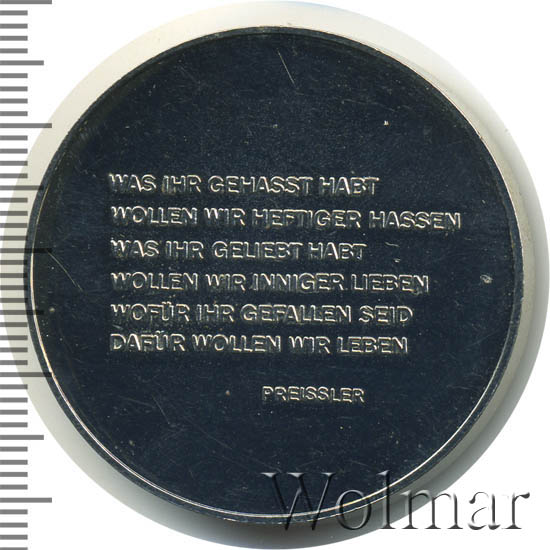 WAS IHR GEHASST HABT
WOLLEN WIR HEFTIGER HASSEN
WAS IHR GELIEBT HABT
WOLLEN WIR INNIGER LIEBEN
WOFÜR IHR GEFALLEN SEID
DAFÜR WOLLEN WIR LEBEN
PREISSLER
Wolmar